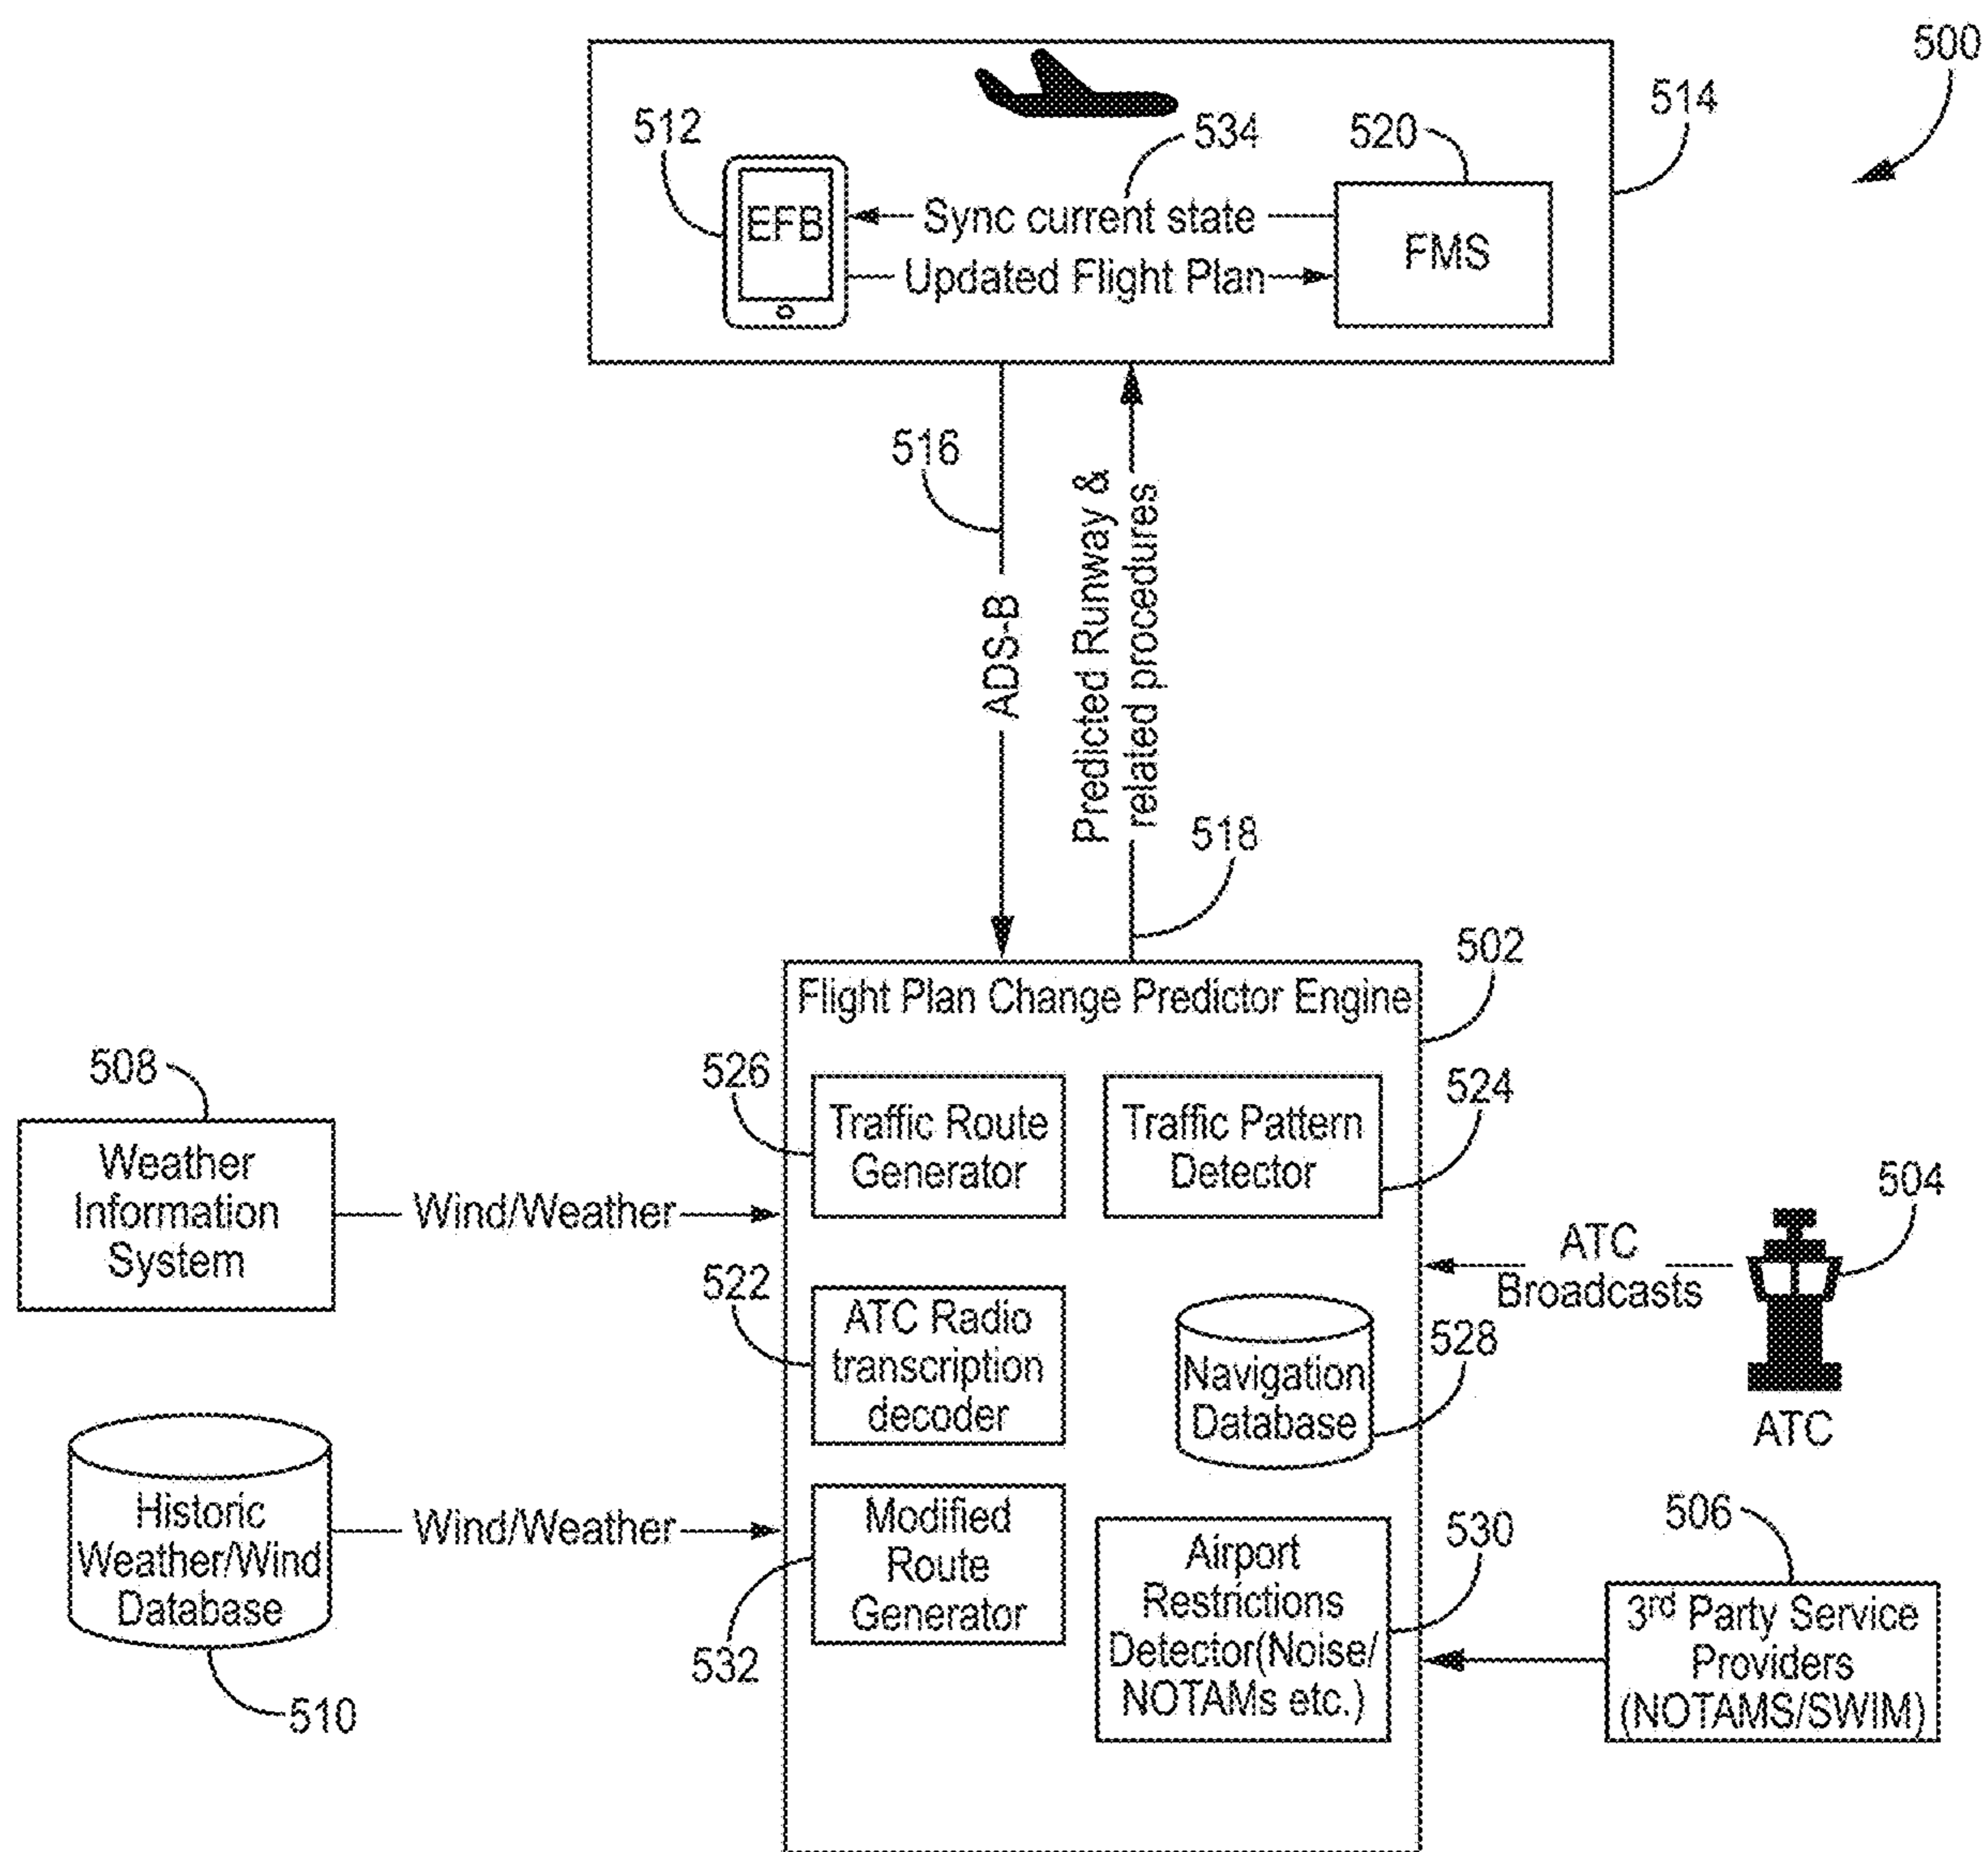 500
514
512
534
520
EFB
Sync current state
Updated Flight Plan
FMS
516
ADS-B
Predicted Runway &
related procedures
518
502
Flight Plan Change Predictor Engine
508
Weather
Information
System
Wind/Weather
526
Traffic Route
Generator
Traffic Pattern
Detector
524
504
ATC
Broadcasts
ATC
522
ATC Radio
transcription
decoder
Navigation
Database
528
Historic
Weather/Wind
Database
510
Wind/Weather
Modified
Route
Generator
532
Airport
Restrictions
Detector(Noise/
NOTAMs etc.)
530
506
3rd Party Service
Providers
(NOTAMS/SWIM)